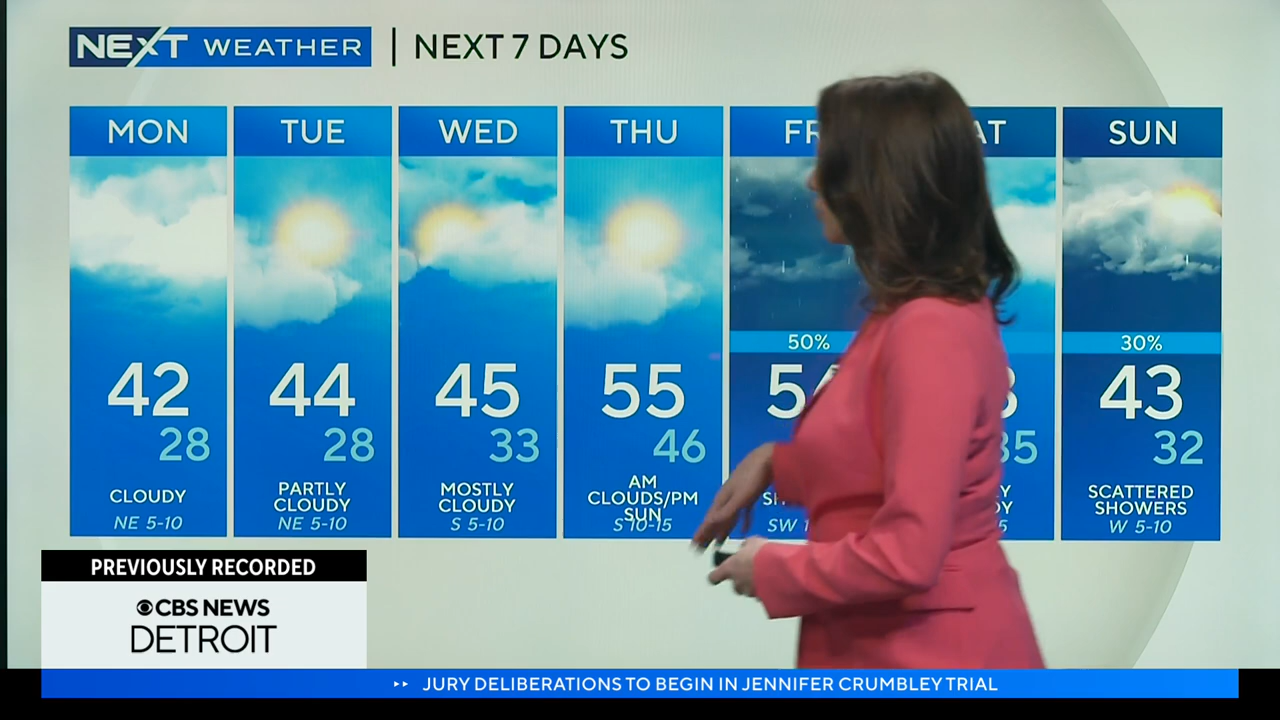 NEXT WEATHER | NEXT 7 DAYS
MON
42
28
CLOUDY
NE 5-10
TUE
44
28
PARTLY
CLOUDY
NE 5-10
WED
45
33
MOSTLY
CLOUDY
S 5-10
THU
55
46
AM
CLOUDS/PM
SUN
S 10-15
FR
50%
SW
AT
35
SUN
30%
43
32
SCATTERED
SHOWERS
W 5-10
PREVIOUSLY RECORDED
CBS NEWS
DETROIT
JURY DELIBERATIONS TO BEGIN IN JENNIFER CRUMBLEY TRIAL